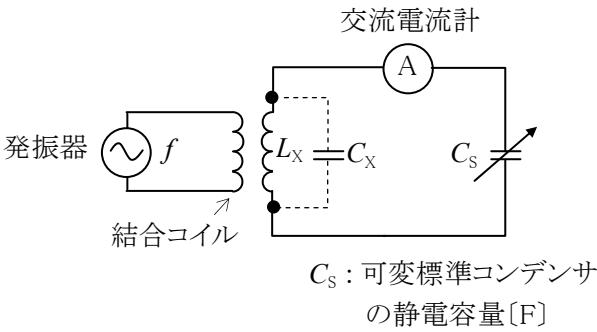 交流電流計
A
発振器
f
L_X
C_X
C_S
結合コイル
C_S : 可変標準コンデンサ
の静電容量〔F〕